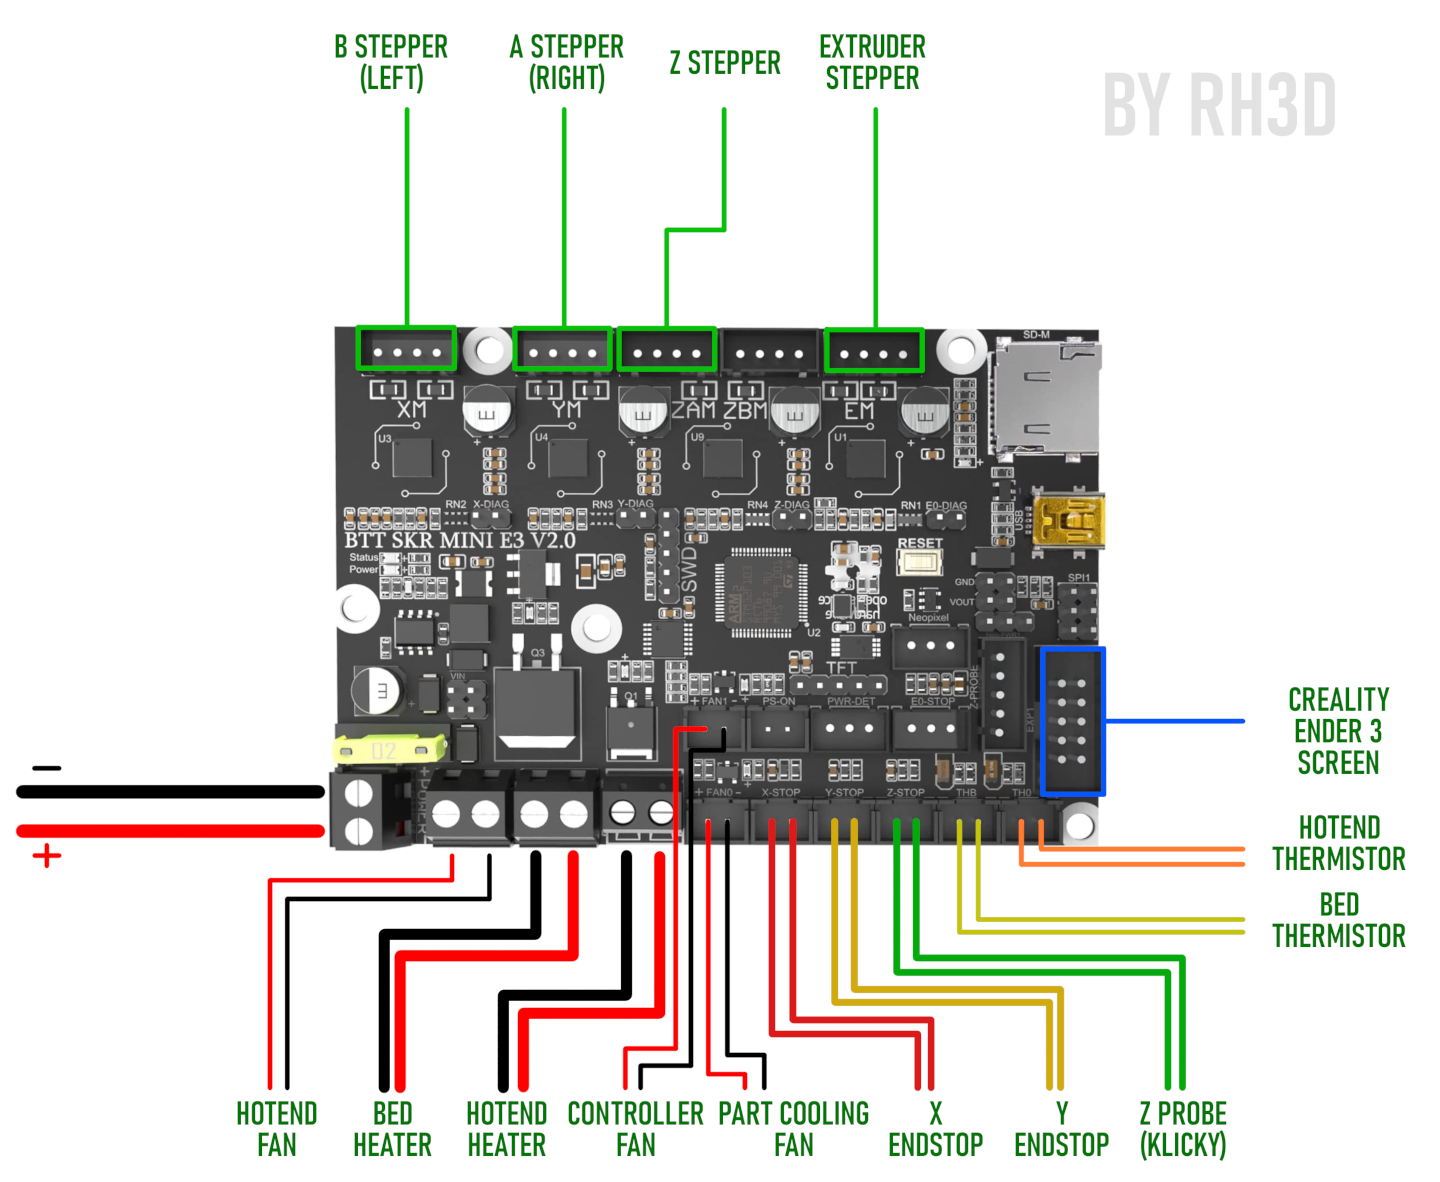 B STEPPER
(LEFT)
A STEPPER
(RIGHT)
Z STEPPER
EXTRUDER
STEPPER
BY RH3D
SD-M
XM
YM
ZAM
ZBM
EM
U3
U4
U9
U1
RN2
X-DIAG
RN3
Y-DIAG
RN4
Z-DIAG
RN1
E0-DIAG
USB
BTT SKR MINI E3 V2.0
Status
Power
SWD
RESET
ARM
U2
GND
VOUT
SPI1
Neopixel
Q3
VIN
Q1
TFT
+ FAN1 -
PS-ON
PWR-DET
E0-STOP
Z-PROBE
EXP1
+ FAN0 -
X-STOP
Y-STOP
Z-STOP
THB
TH0
−
+
CREALITY
ENDER 3
SCREEN
HOTEND
THERMISTOR
BED
THERMISTOR
HOTEND
FAN
BED
HEATER
HOTEND
HEATER
CONTROLLER
FAN
PART COOLING
FAN
X
ENDSTOP
Y
ENDSTOP
Z PROBE
(KLICKY)